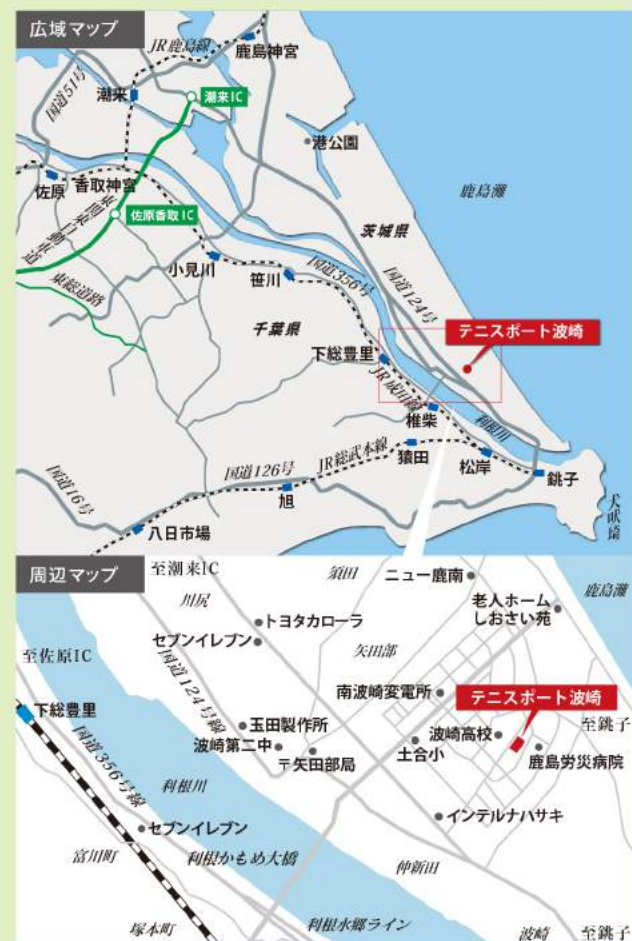 広域マップ
JR鹿島線
鹿島神宮
国道51号
潮来
潮来IC
港公園
鹿島灘
佐原
香取神宮
佐原香取IC
東関東自動車道
茨城県
小見川
笹川
国道356号
国道124号
東総道路
千葉県
テニスポート波崎
下総豊里
JR成田線
椎柴
利根川
猿田
松岸
銚子
JR総武本線
国道126号
旭
国道16号
八日市場
犬吠埼
周辺マップ
至潮来IC
須田
ニュー鹿南
鹿島灘
川尻
トヨタカローラ
老人ホーム
しおさい苑
セブンイレブン
矢田部
至佐原IC
国道124号線
南波崎変電所
テニスポート波崎
下総豊里
玉田製作所
波崎高校
至銚子
波崎第二中
〒矢田部局
土合小
鹿島労災病院
国道356号線
利根川
セブンイレブン
インテルナハサキ
富川町
利根かもめ大橋
仲新田
塚本町
利根水郷ライン
波崎
至銚子